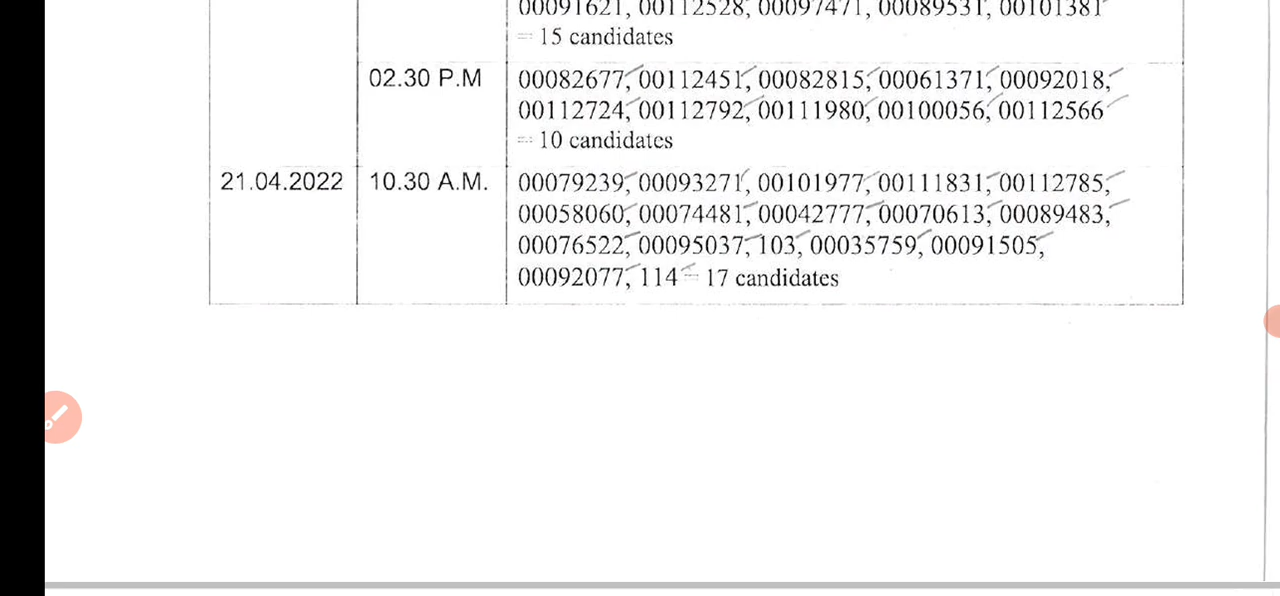 00091621, 00112528, 00097471, 00089531, 00101381
= 15 candidates
02.30 P.M 00082677, 00112451, 00082815, 00061371, 00092018,
00112724, 00112792, 00111980, 00100056, 00112566
= 10 candidates
21.04.2022 10.30 A.M. 00079239, 00093271, 00101977, 00111831, 00112785,
00058060, 00074481, 00042777, 00070613, 00089483,
00076522, 00095037, 103, 00035759, 00091505,
00092077, 114 = 17 candidates